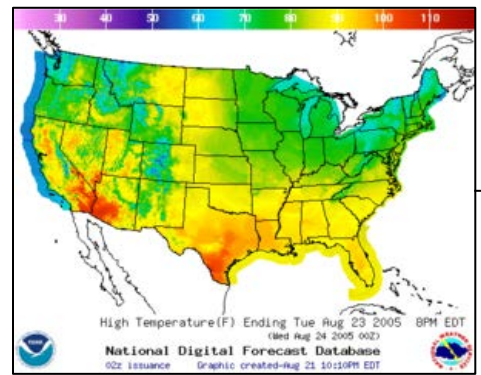 30 40 50 60 70 80 90 100 110
High Temperature(F) Ending Tue Aug 23 2005 8PM EDT
(Wed Aug 24 2005 00Z)
National Digital Forecast Database
02z issuance Graphic created-Aug 21 10:10PM EDT